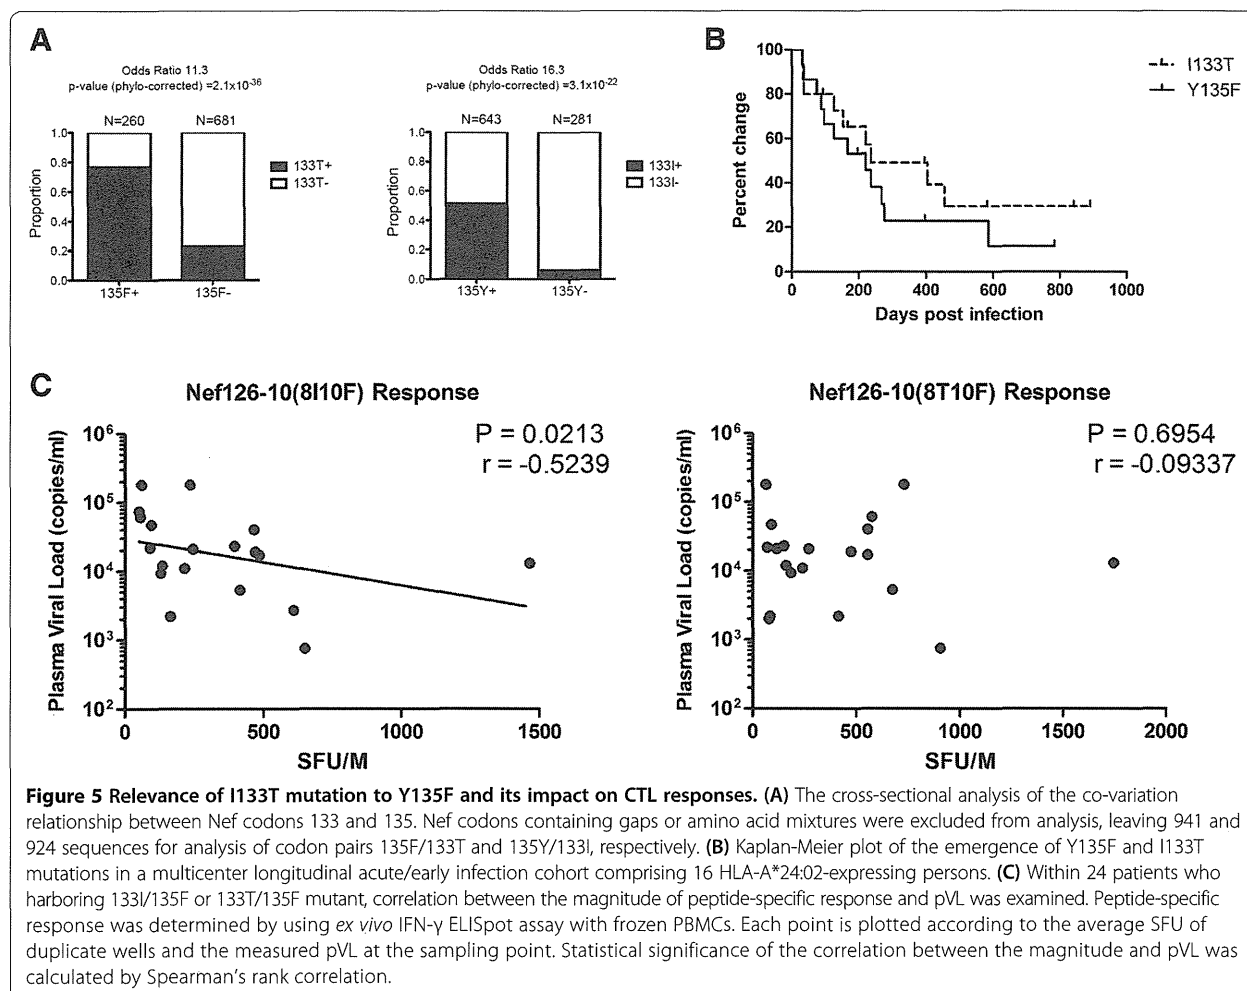 A
Odds Ratio 11.3
p-value (phylo-corrected) =2.1x10-36
N=260 N=681
1.0
0.8
0.6
0.4
0.2
0.0
Proportion
135F+ 135F-
133T+
133T-
Odds Ratio 16.3
p-value (phylo-corrected) =3.1x10-22
N=643 N=281
1.0
0.8
0.6
0.4
0.2
0.0
Proportion
135Y+ 135Y-
133I+
133I-
B
100
80
60
40
20
0
Percent change
0 200 400 600 800 1000
Days post infection
I133T
Y135F
C
Nef126-10(8I10F) Response
P = 0.0213
r = -0.5239
10^6
10^5
10^4
10^3
10^2
Plasma Viral Load (copies/ml)
0 500 1000 1500
SFU/M
Nef126-10(8T10F) Response
P = 0.6954
r = -0.09337
10^6
10^5
10^4
10^3
10^2
Plasma Viral Load (copies/ml)
0 500 1000 1500 2000
SFU/M
Figure 5 Relevance of I133T mutation to Y135F and its impact on CTL responses. (A) The cross-sectional analysis of the co-variation
relationship between Nef codons 133 and 135. Nef codons containing gaps or amino acid mixtures were excluded from analysis, leaving 941 and
924 sequences for analysis of codon pairs 135F/133T and 135Y/133I, respectively. (B) Kaplan-Meier plot of the emergence of Y135F and I133T
mutations in a multicenter longitudinal acute/early infection cohort comprising 16 HLA-A*24:02-expressing persons. (C) Within 24 patients who
harboring 133I/135F or 133T/135F mutant, correlation between the magnitude of peptide-specific response and pVL was examined. Peptide-specific
response was determined by using ex vivo IFN-γ ELISpot assay with frozen PBMCs. Each point is plotted according to the average SFU of
duplicate wells and the measured pVL at the sampling point. Statistical significance of the correlation between the magnitude and pVL was
calculated by Spearman's rank correlation.